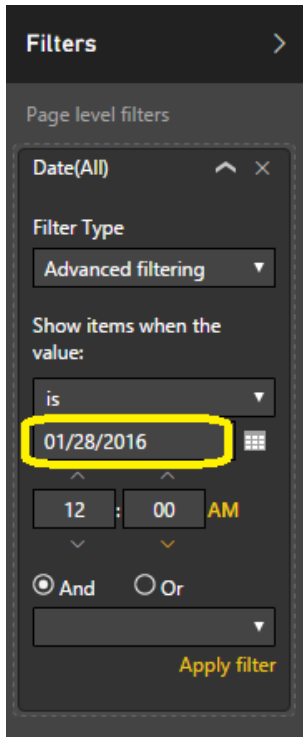 Filters
Page level filters
Date(All)
Filter Type
Advanced filtering
Show items when the
value:
is
01/28/2016
12 : 00 AM
And Or
Apply filter